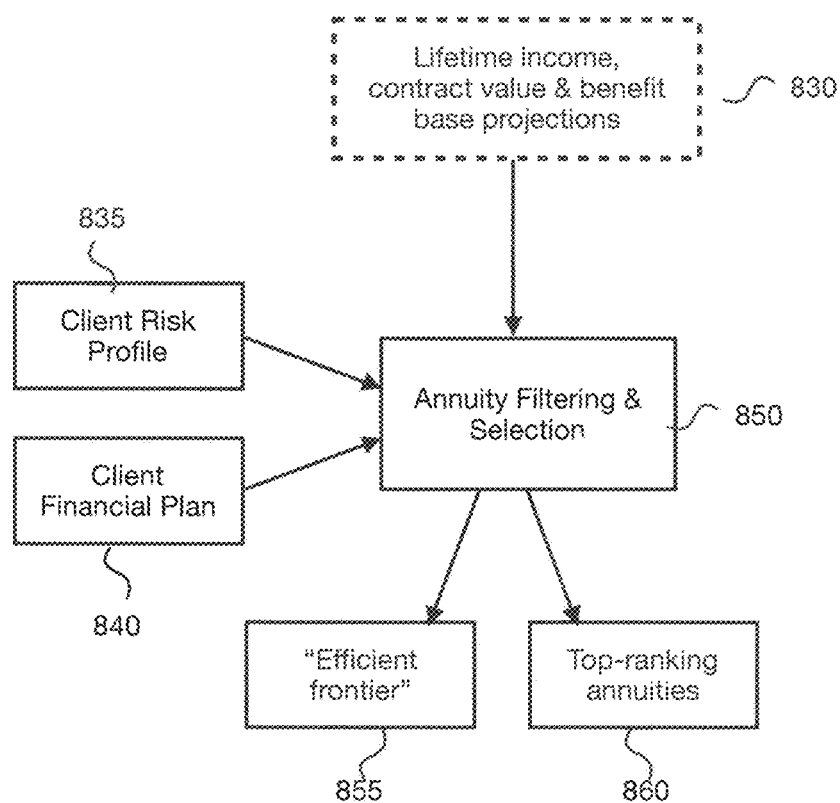 Lifetime income,
contract value & benefit
base projections
830
835
Client Risk
Profile
Annuity Filtering &
Selection
850
Client
Financial Plan
840
"Efficient
frontier"
Top-ranking
annuities
855
860